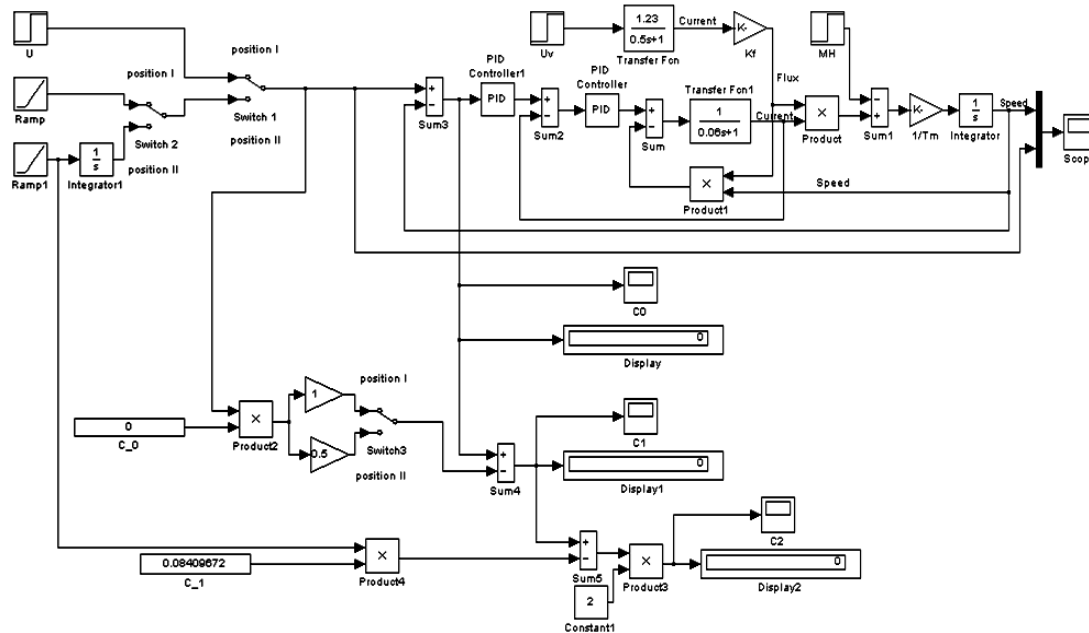 U
position I
Ramp
position I
Switch 1
position II
Switch 2
position II
Ramp1
1
s
Integrator1
Uv
1.23
0.5s+1
Transfer Fcn
Current
K-
Kf
Flux
MH
+
−
Sum3
PID
Controller1
PID
+
−
Sum2
PID
Controller
PID
+
−
Sum
Transfer Fcn1
1
0.06s+1
Current
×
Product
−
+
Sum1
K-
1/Tm
1
s
Integrator
Speed
Scop
×
Product1
Speed
C0
0
Display
0
C_0
×
Product2
1
0.5
position I
Switch3
position II
+
−
Sum4
C1
0
Display1
0.08409672
C_1
×
Product4
+
−
Sum5
×
Product3
2
Constant1
C2
0
Display2